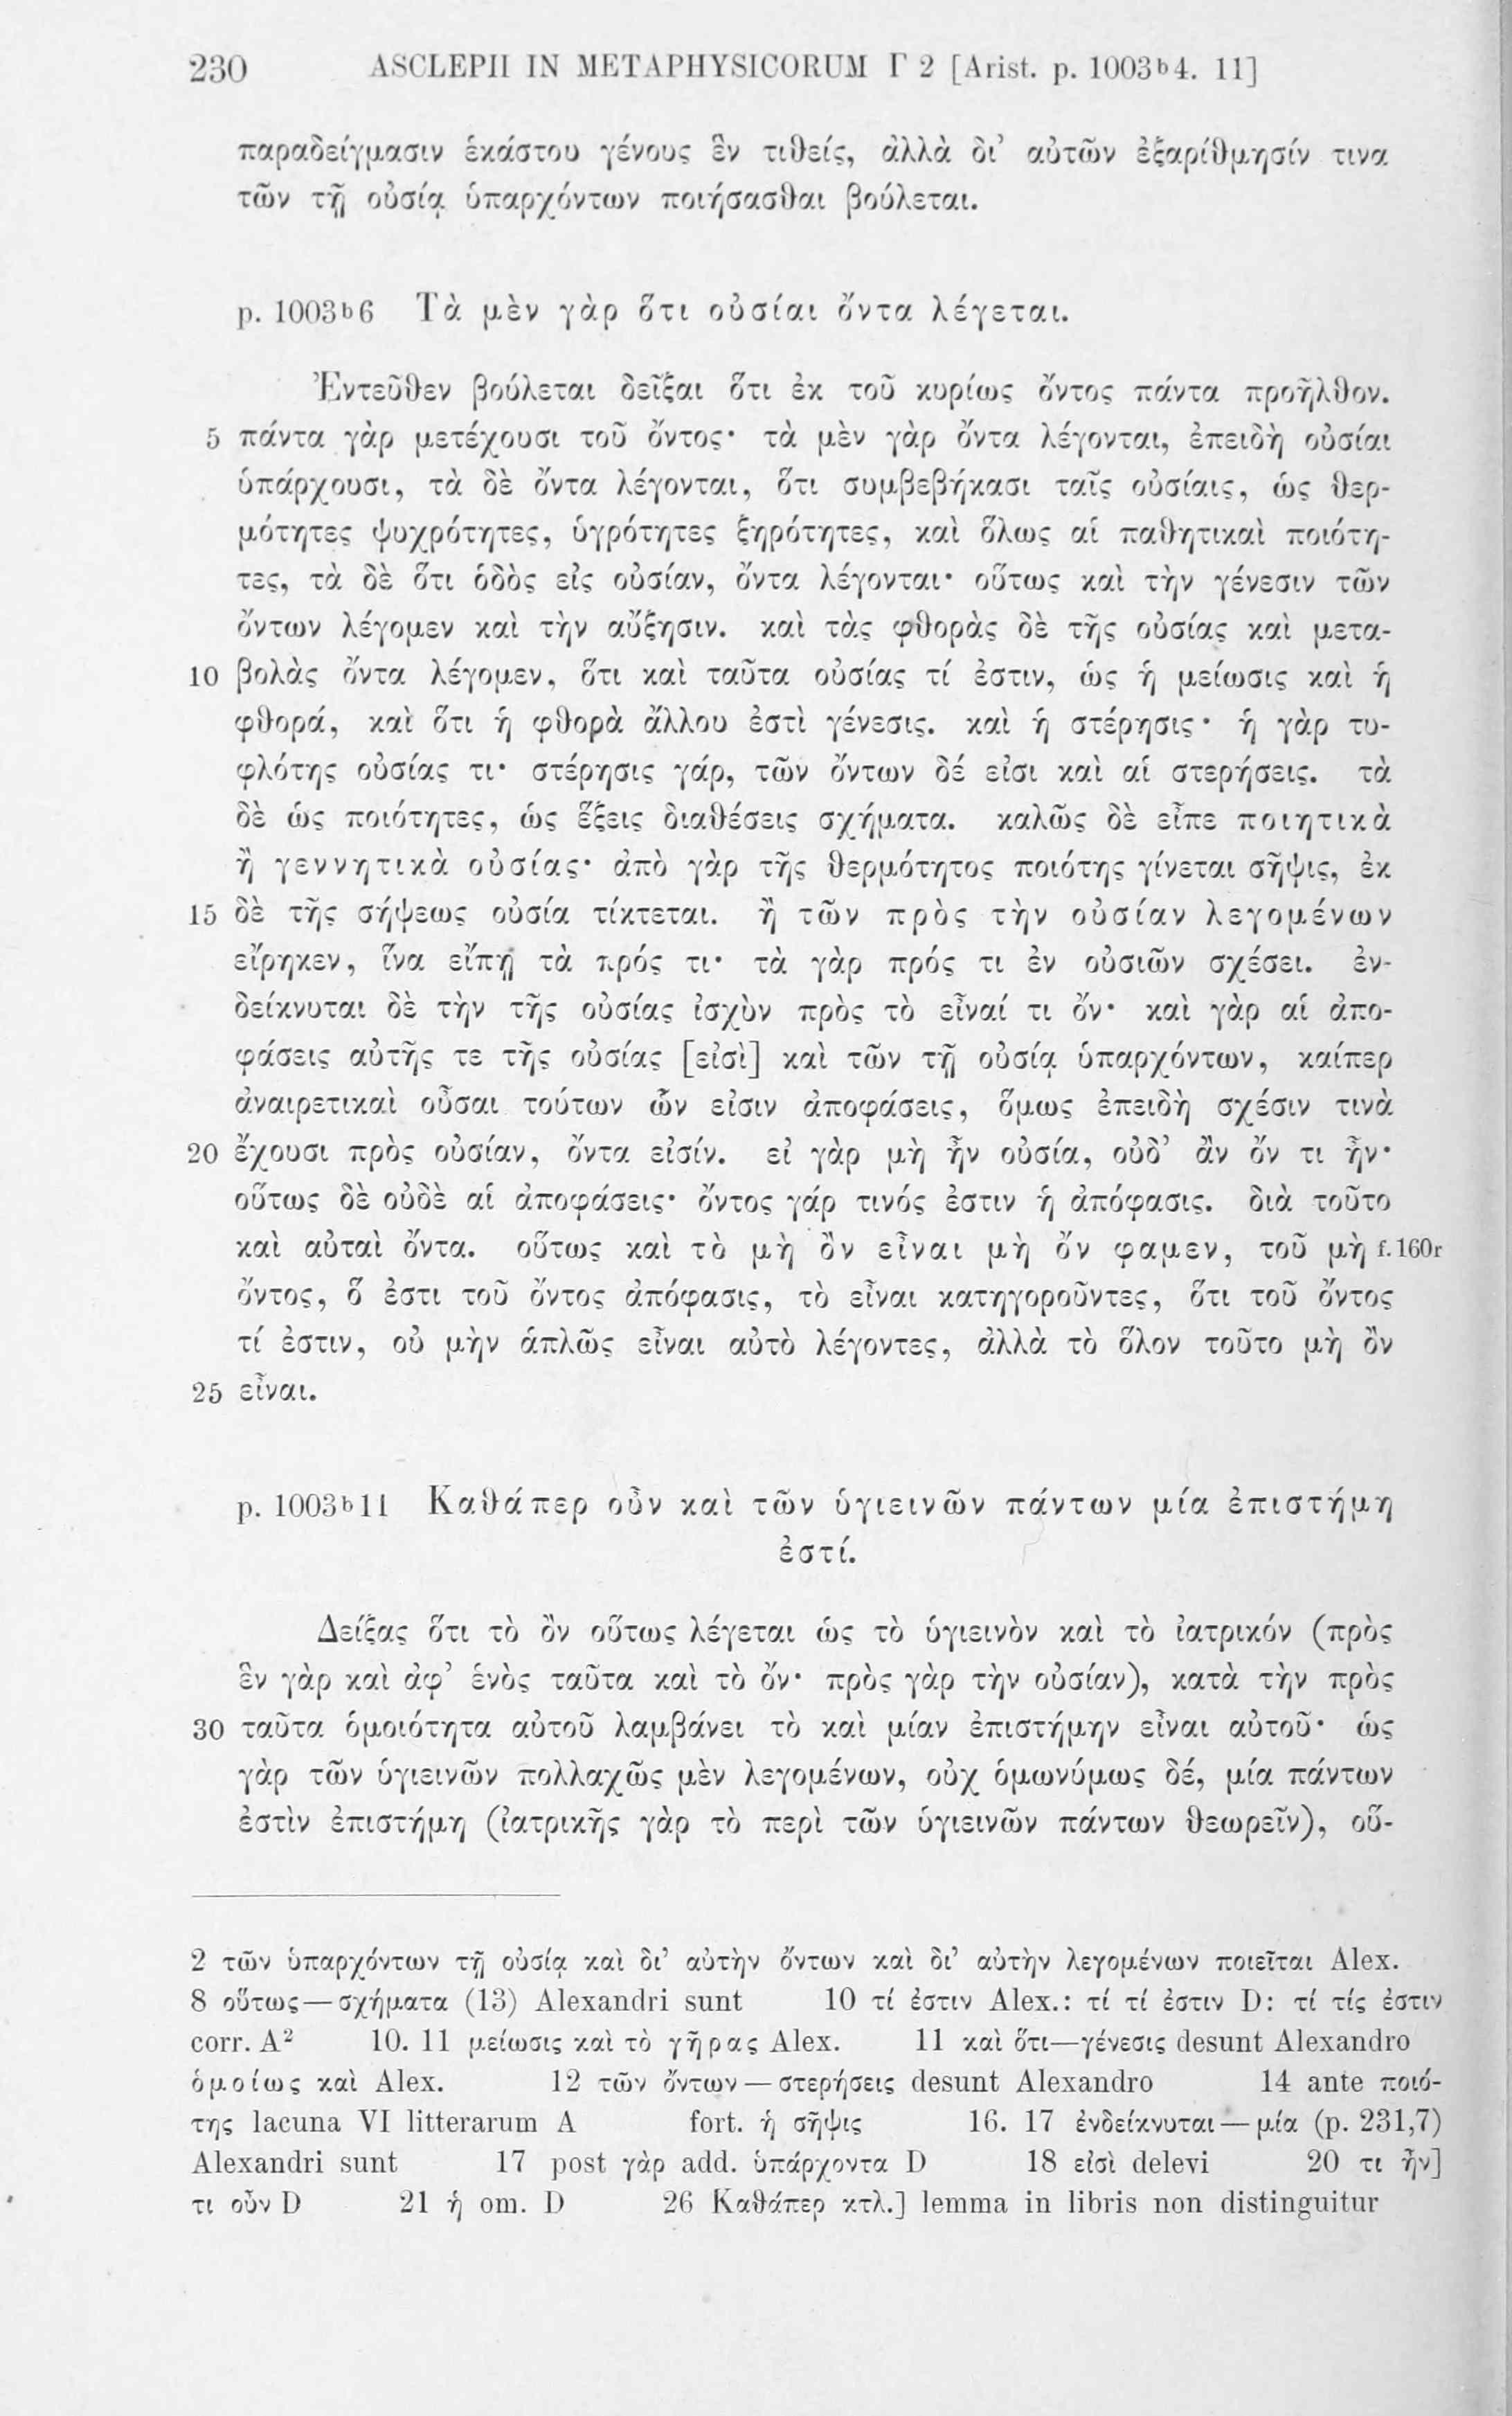 230 ASCLEPII IN METAPHYSICORUM Γ 2 [Arist. p. 1003ᵇ4. 11]
παραδείγμασιν ἑκάστου γένους ἓν τιθείς, ἀλλὰ δι’ αὐτῶν ἐξαρίθμησίν τινα
τῶν τῇ οὐσίᾳ ὑπαρχόντων ποιήσασθαι βούλεται.
p. 1003ᵇ6 Τὰ μὲν γὰρ ὅτι οὐσίαι ὄντα λέγεται.
Ἐντεῦθεν βούλεται δεῖξαι ὅτι ἐκ τοῦ κυρίως ὄντος πάντα προῆλθον.
5 πάντα γὰρ μετέχουσι τοῦ ὄντος· τὰ μὲν γὰρ ὄντα λέγονται, ἐπειδὴ οὐσίαι
ὑπάρχουσι, τὰ δὲ ὄντα λέγονται, ὅτι συμβεβήκασι ταῖς οὐσίαις, ὡς θερ-
μότητες ψυχρότητες, ὑγρότητες ξηρότητες, καὶ ὅλως αἱ παθητικαὶ ποιότη-
τες, τὰ δὲ ὅτι ὁδὸς εἰς οὐσίαν, ὄντα λέγονται· οὕτως καὶ τὴν γένεσιν τῶν
ὄντων λέγομεν καὶ τὴν αὔξησιν. καὶ τὰς φθορὰς δὲ τῆς οὐσίας καὶ μετα-
10 βολὰς ὄντα λέγομεν, ὅτι καὶ ταῦτα οὐσίας τί ἐστιν, ὡς ἡ μείωσις καὶ ἡ
φθορά, καὶ ὅτι ἡ φθορὰ ἄλλου ἐστὶ γένεσις. καὶ ἡ στέρησις· ἡ γὰρ τυ-
φλότης οὐσίας τι· στέρησις γάρ, τῶν ὄντων δέ εἰσι καὶ αἱ στερήσεις. τὰ
δὲ ὡς ποιότητες, ὡς ἕξεις διαθέσεις σχήματα. καλῶς δὲ εἶπε ποιητικὰ
ἢ γεννητικὰ οὐσίας· ἀπὸ γὰρ τῆς θερμότητος ποιότης γίνεται σῆψις, ἐκ
15 δὲ τῆς σήψεως οὐσία τίκτεται. ἢ τῶν πρὸς τὴν οὐσίαν λεγομένων
εἴρηκεν, ἵνα εἴπῃ τὰ πρός τι· τὰ γὰρ πρός τι ἐν οὐσιῶν σχέσει. ἐν-
δείκνυται δὲ τὴν τῆς οὐσίας ἰσχὺν πρὸς τὸ εἶναί τι ὄν· καὶ γὰρ αἱ ἀπο-
φάσεις αὐτῆς τε τῆς οὐσίας [εἰσὶ] καὶ τῶν τῇ οὐσίᾳ ὑπαρχόντων, καίπερ
ἀναιρετικαὶ οὖσαι τούτων ὧν εἰσιν ἀποφάσεις, ὅμως ἐπειδὴ σχέσιν τινὰ
20 ἔχουσι πρὸς οὐσίαν, ὄντα εἰσίν. εἰ γὰρ μὴ ἦν οὐσία, οὐδ’ ἂν ὄν τι ἦν·
οὕτως δὲ οὐδὲ αἱ ἀποφάσεις· ὄντος γάρ τινός ἐστιν ἡ ἀπόφασις. διὰ τοῦτο
καὶ αὐταὶ ὄντα. οὕτως καὶ τὸ μὴ ὂν εἶναι μὴ ὄν φαμεν, τοῦ μὴ f. 160r
ὄντος, ὅ ἐστι τοῦ ὄντος ἀπόφασις, τὸ εἶναι κατηγοροῦντες, ὅτι τοῦ ὄντος
τί ἐστιν, οὐ μὴν ἁπλῶς εἶναι αὐτὸ λέγοντες, ἀλλὰ τὸ ὅλον τοῦτο μὴ ὂν
25 εἶναι.
p. 1003ᵇ11 Καθάπερ οὖν καὶ τῶν ὑγιεινῶν πάντων μία ἐπιστήμη
ἐστί.
Δείξας ὅτι τὸ ὂν οὕτως λέγεται ὡς τὸ ὑγιεινὸν καὶ τὸ ἰατρικόν (πρὸς
ἓν γὰρ καὶ ἀφ’ ἑνὸς ταῦτα καὶ τὸ ὄν· πρὸς γὰρ τὴν οὐσίαν), κατὰ τὴν πρὸς
30 ταῦτα ὁμοιότητα αὐτοῦ λαμβάνει τὸ καὶ μίαν ἐπιστήμην εἶναι αὐτοῦ· ὡς
γὰρ τῶν ὑγιεινῶν πολλαχῶς μὲν λεγομένων, οὐχ ὁμωνύμως δέ, μία πάντων
ἐστὶν ἐπιστήμη (ἰατρικῆς γὰρ τὸ περὶ τῶν ὑγιεινῶν πάντων θεωρεῖν), οὕ-
2 τῶν ὑπαρχόντων τῇ οὐσίᾳ καὶ δι’ αὐτὴν ὄντων καὶ δι’ αὐτὴν λεγομένων ποιεῖται Alex.
8 οὕτως—σχήματα (13) Alexandri sunt 10 τί ἐστιν Alex.: τί τί ἐστιν D: τί τίς ἐστιν
corr. A² 10. 11 μείωσις καὶ τὸ γῆρας Alex. 11 καὶ ὅτι—γένεσις desunt Alexandro
ὁμοίως καὶ Alex. 12 τῶν ὄντων—στερήσεις desunt Alexandro 14 ante ποιό-
της lacuna VI litterarum A fort. ἡ σῆψις 16. 17 ἐνδείκνυται—μία (p. 231,7)
Alexandri sunt 17 post γὰρ add. ὑπάρχοντα D 18 εἰσὶ delevi 20 τι ἦν]
τι οὖν D 21 ἡ om. D 26 Καθάπερ κτλ.] lemma in libris non distinguitur